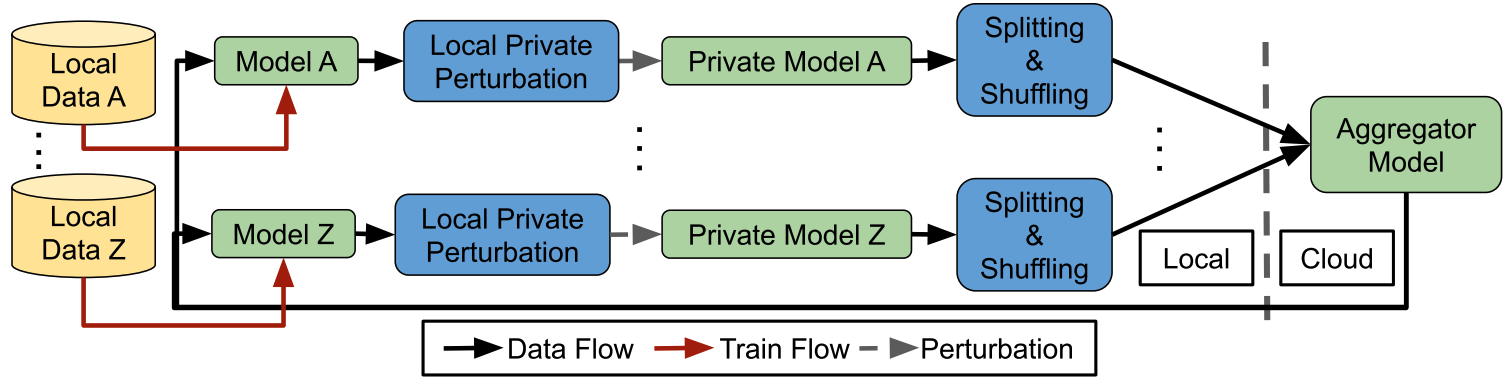 Local
Data A
Model A
Local Private
Perturbation
Private Model A
Splitting
&
Shuffling
Aggregator
Model
Local
Data Z
Model Z
Local Private
Perturbation
Private Model Z
Splitting
&
Shuffling
Local
Cloud
Data Flow
Train Flow
Perturbation